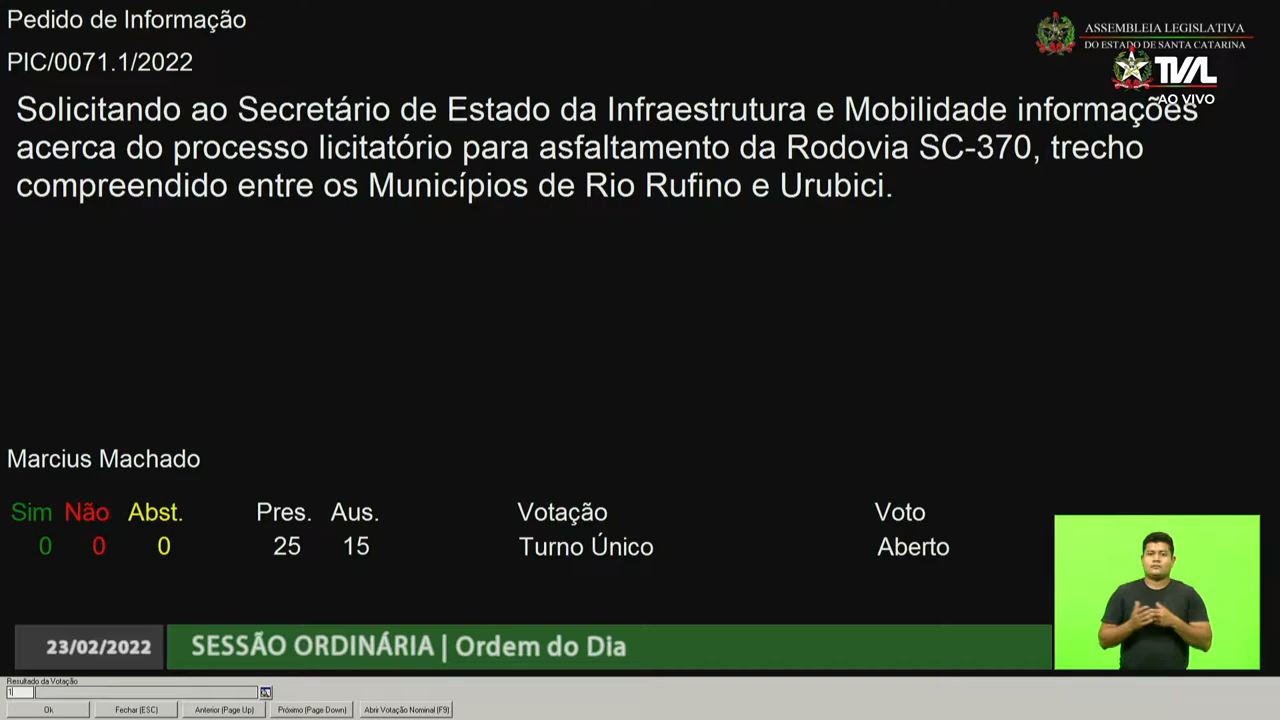 Pedido de Informação
PIC/0071.1/2022
ASSEMBLEIA LEGISLATIVA
DO ESTADO DE SANTA CATARINA
TVAL
AO VIVO
Solicitando ao Secretário de Estado da Infraestrutura e Mobilidade informações
acerca do processo licitatório para asfaltamento da Rodovia SC-370, trecho
compreendido entre os Municípios de Rio Rufino e Urubici.
Marcius Machado
Sim Não Abst. Pres. Aus. Votação Voto
0 0 0 25 15 Turno Único Aberto
23/02/2022 SESSÃO ORDINÁRIA | Ordem do Dia
Resultado da Votação
1
Ok Fechar (ESC) Anterior (Page Up) Próximo (Page Down) Abrir Votação Nominal (F9)